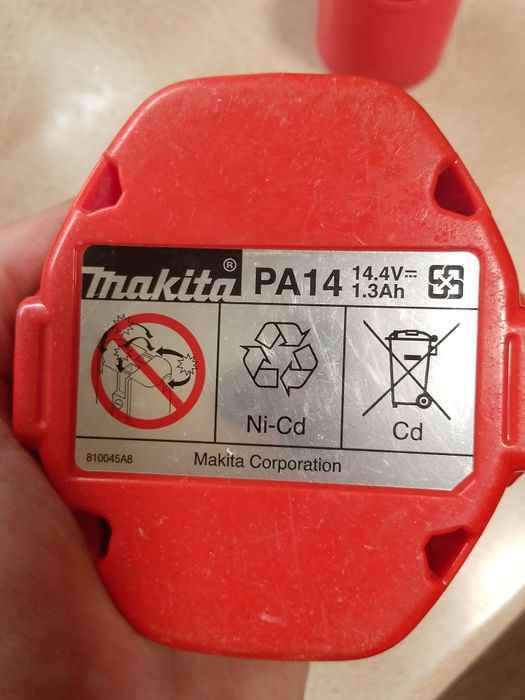 makita® PA14 14.4V⎓
1.3Ah
Ni-Cd
Cd
810045A8 Makita Corporation